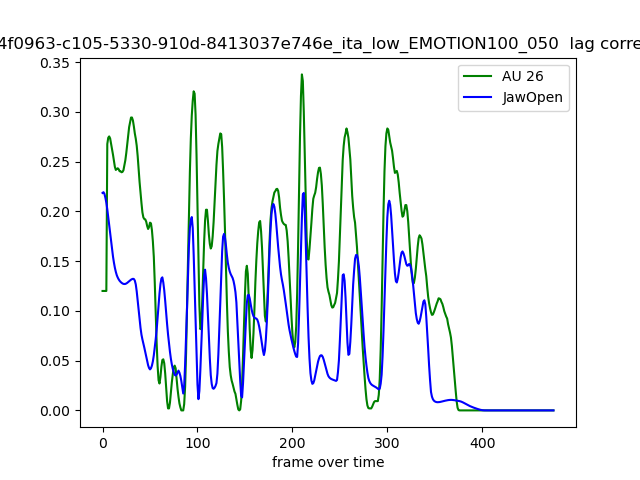 4f0963-c105-5330-910d-8413037e746e_ita_low_EMOTION100_050 lag corre
AU 26
JawOpen
0.35
0.30
0.25
0.20
0.15
0.10
0.05
0.00
0 100 200 300 400
frame over time